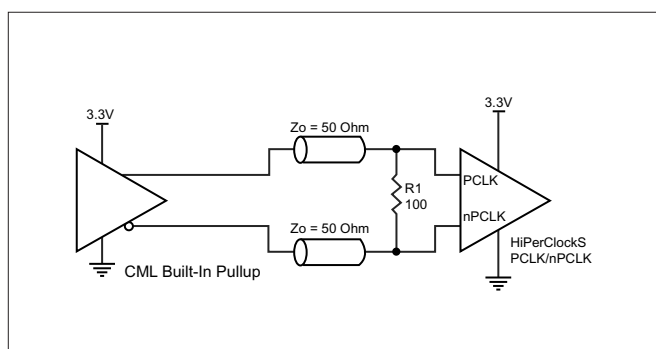 3.3V
3.3V
Zo = 50 Ohm
PCLK
R1
100
nPCLK
Zo = 50 Ohm
HiPerClockS
PCLK/nPCLK
CML Built-In Pullup